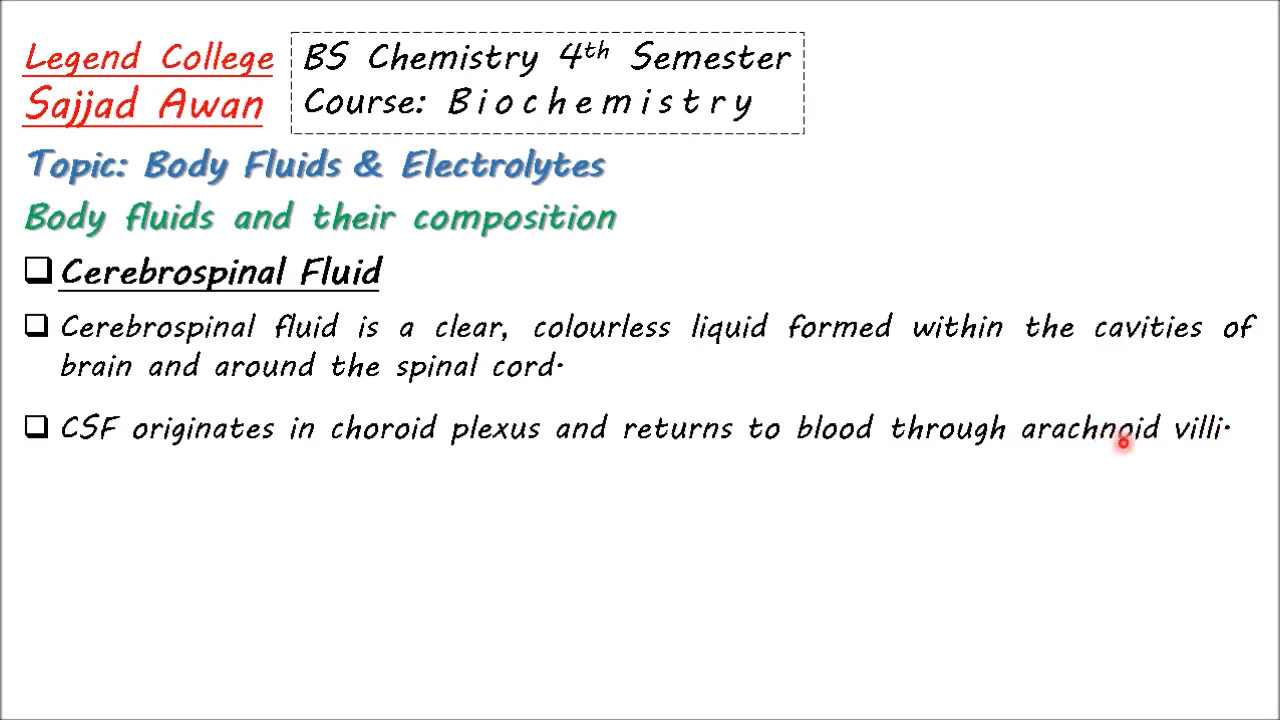 Legend College
Sajjad Awan
BS Chemistry 4th Semester
Course: Biochemistry
Topic: Body Fluids & Electrolytes
Body fluids and their composition
Cerebrospinal Fluid
Cerebrospinal fluid is a clear, colourless liquid formed within the cavities of
brain and around the spinal cord.
CSF originates in choroid plexus and returns to blood through arachnoid villi.